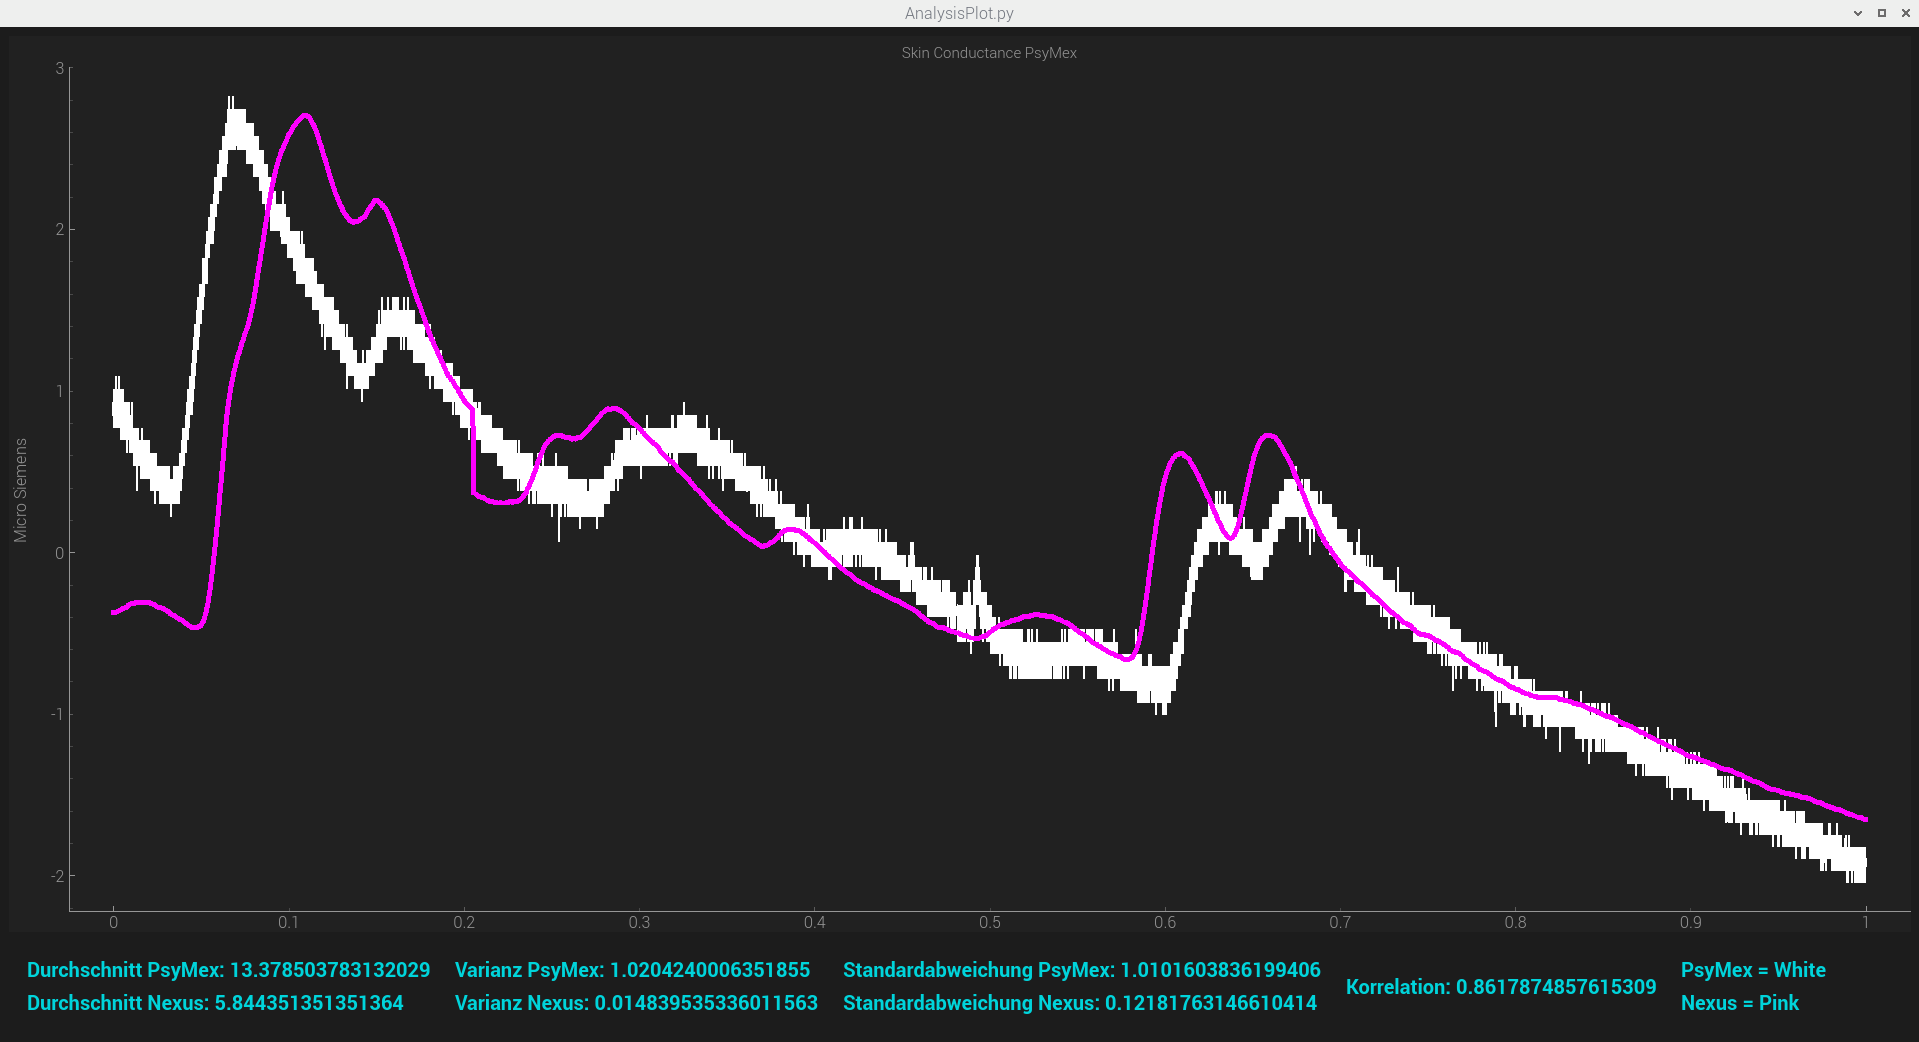 AnalysisPlot.py
Skin Conductance PsyMex
3
2
1
0
-1
-2
Micro Siemens
0 0.1 0.2 0.3 0.4 0.5 0.6 0.7 0.8 0.9 1
Durchschnitt PsyMex: 13.378503783132029
Durchschnitt Nexus: 5.844351351351364
Varianz PsyMex: 1.0204240006351855
Varianz Nexus: 0.014839535336011563
Standardabweichung PsyMex: 1.0101603836199406
Standardabweichung Nexus: 0.12181763146610414
Korrelation: 0.8617874857615309
PsyMex = White
Nexus = Pink